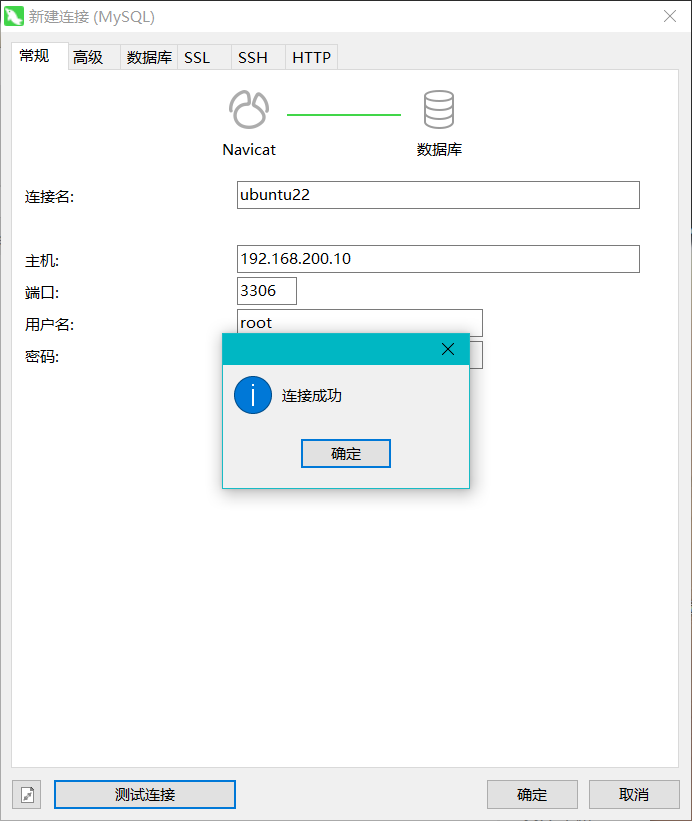 新建连接 (MySQL)
常规 高级 数据库 SSL SSH HTTP
Navicat 数据库
连接名: ubuntu22
主机: 192.168.200.10
端口: 3306
用户名: root
密码:
连接成功
确定
测试连接 确定 取消